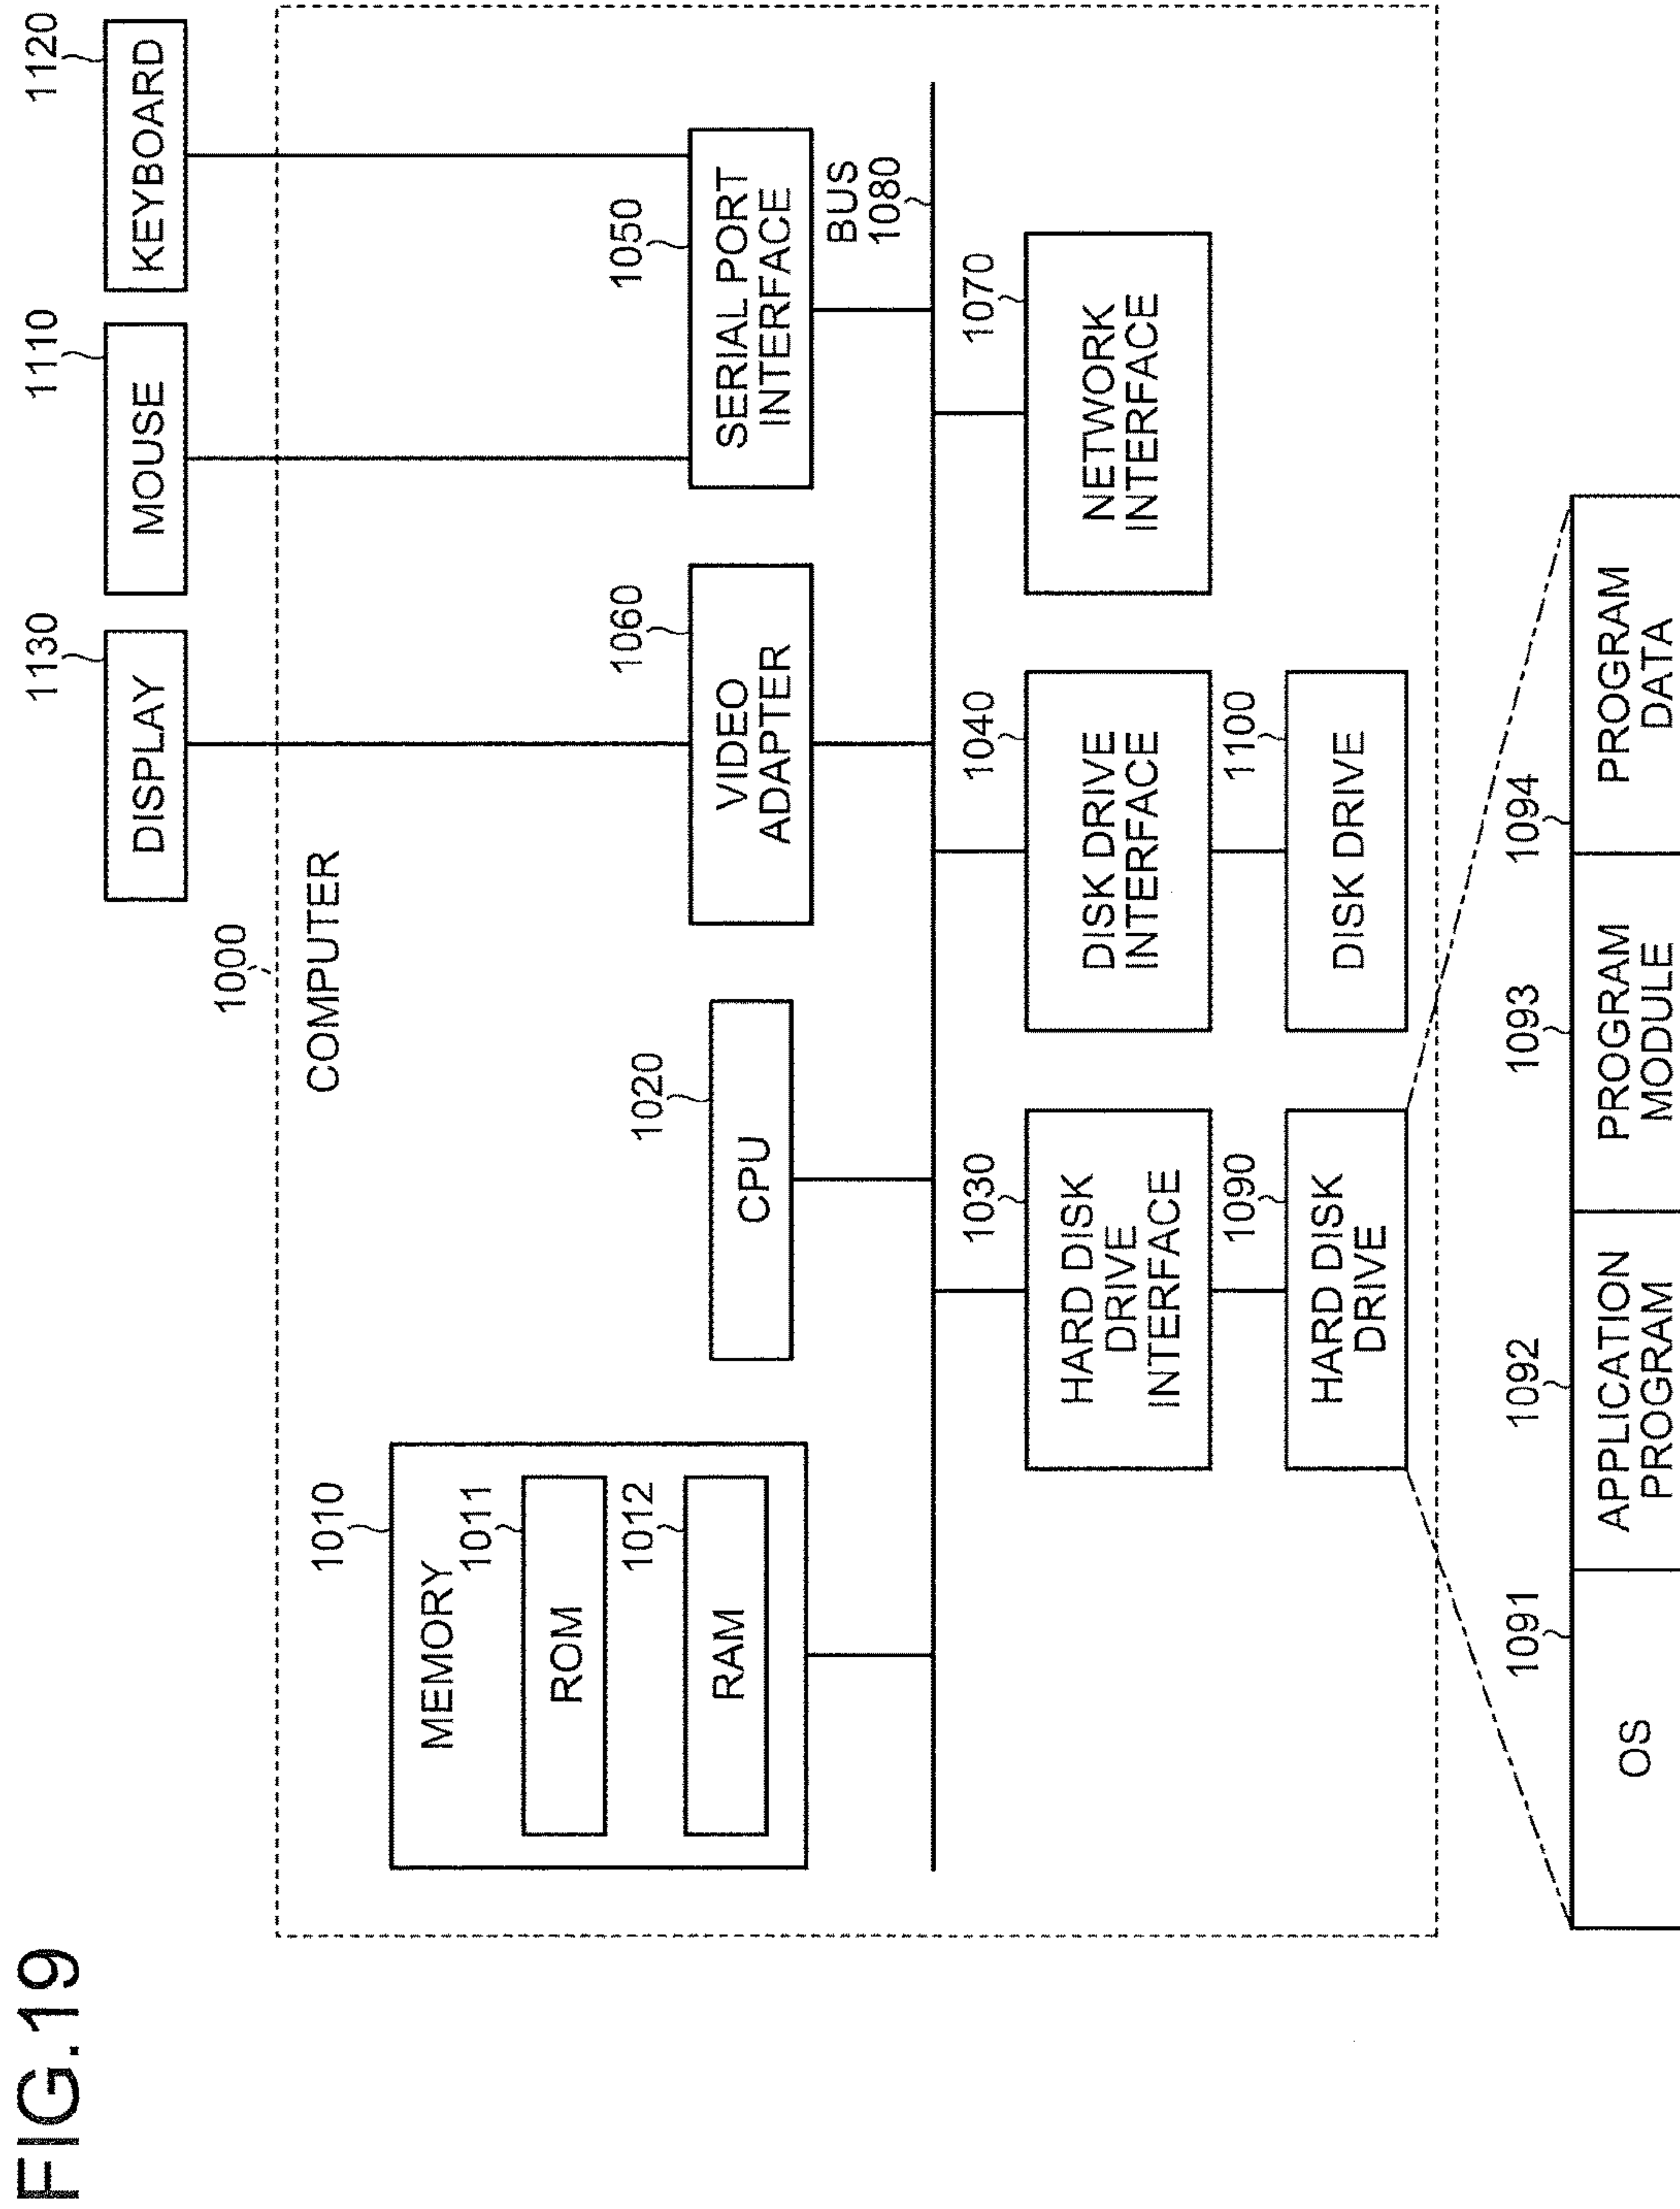 FIG.19
1000
COMPUTER
1010
MEMORY
1011
ROM
1012
RAM
1020
CPU
1130
DISPLAY
1110
MOUSE
1120
KEYBOARD
1060
VIDEO
ADAPTER
1050
SERIAL PORT
INTERFACE
BUS
1080
1030
HARD DISK
DRIVE
INTERFACE
1040
DISK DRIVE
INTERFACE
1070
NETWORK
INTERFACE
1090
HARD DISK
DRIVE
1100
DISK DRIVE
1091
OS
1092
APPLICATION
PROGRAM
1093
PROGRAM
MODULE
1094
PROGRAM
DATA